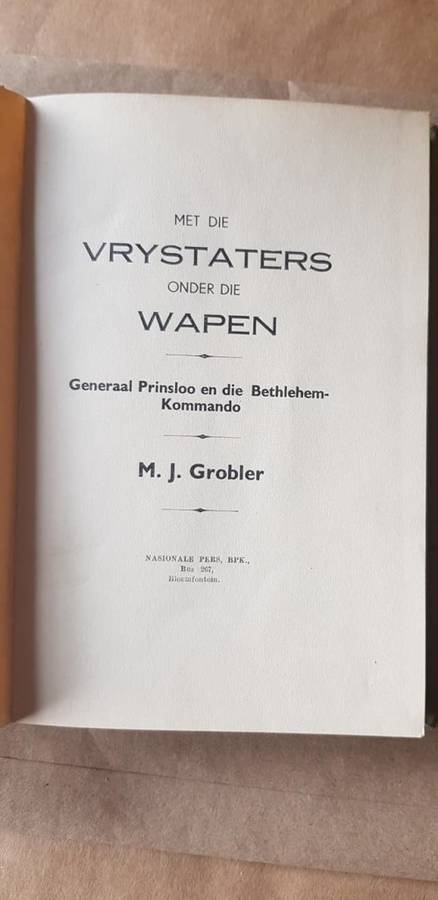 MET DIE
VRYSTATERS
ONDER DIE
WAPEN
Generaal Prinsloo en die Bethlehem-
Kommando
M. J. Grobler
NASIONALE PERS, BPK.,
Bus 267,
Bloemfontein.